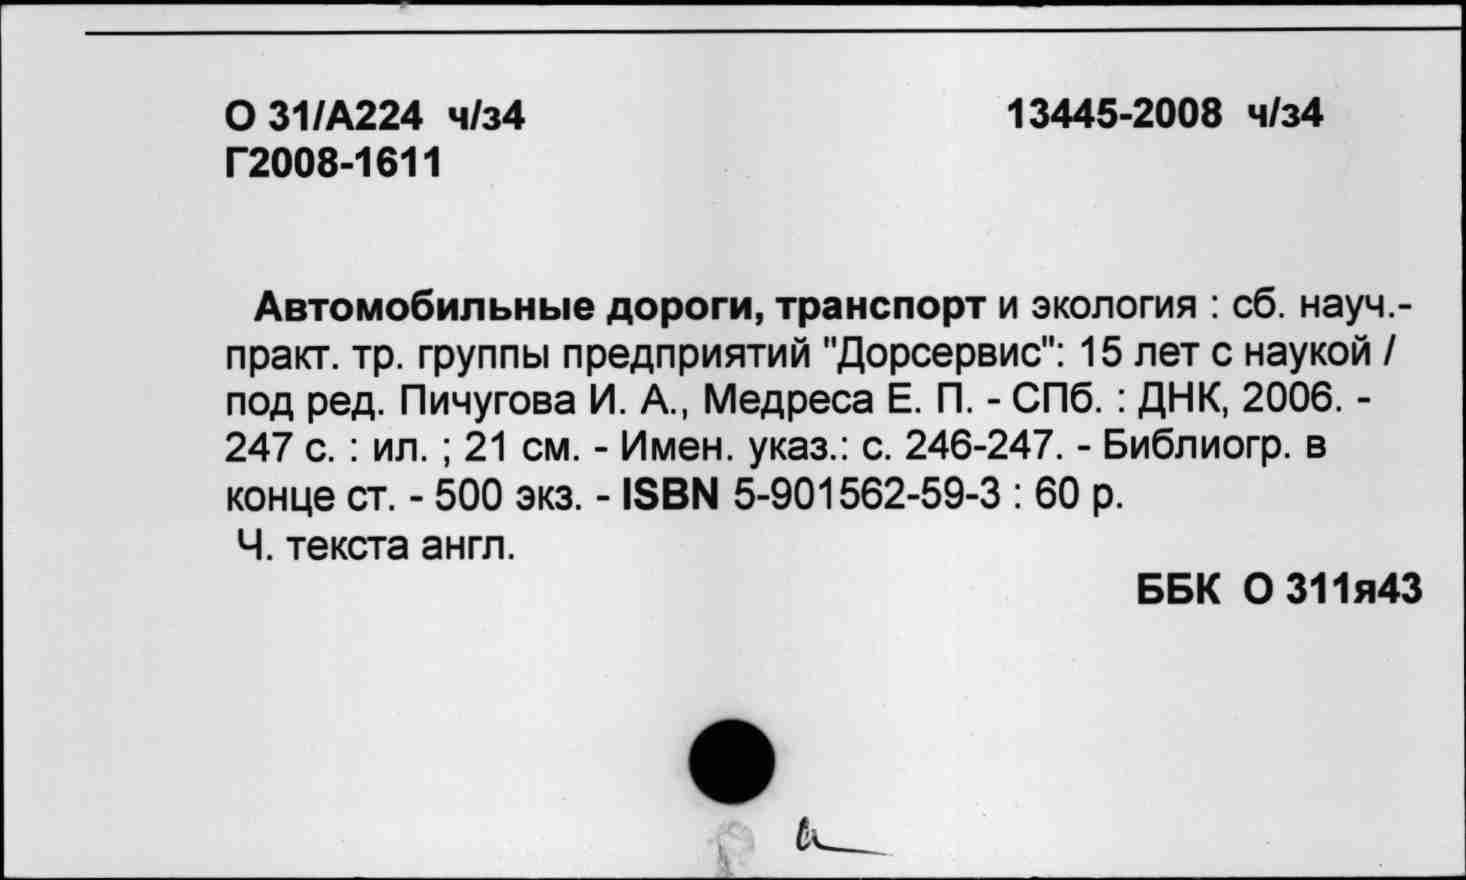 О 31/А224 ч/з4 13445-2008 ч/з4
Г2008-1611
Автомобильные дороги, транспорт и экология : сб. науч.-
практ. тр. группы предприятий "Дорсервис": 15 лет с наукой /
под ред. Пичугова И. А., Медреса Е. П. - СПб. : ДНК, 2006. -
247 с. : ил. ; 21 см. - Имен. указ.: с. 246-247. - Библиогр. в
конце ст. - 500 экз. - ISBN 5-901562-59-3 : 60 р.
Ч. текста англ.
ББК О 311я43